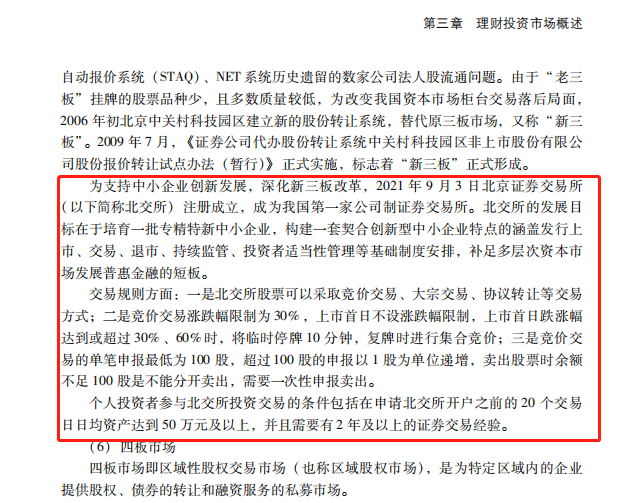 第三章　理财投资市场概述
自动报价系统（STAQ）、NET 系统历史遗留的数家公司法人股流通问题。由于“老三
板”挂牌的股票品种少，且多数质量较低，为改变我国资本市场柜台交易落后局面，
2006 年初北京中关村科技园区建立新的股份转让系统，替代原三板市场，又称“新三
板”。2009 年 7 月，《证券公司代办股份转让系统中关村科技园区非上市股份有限公
司股份报价转让试点办法（暂行）》正式实施，标志着“新三板”正式形成。
为支持中小企业创新发展，深化新三板改革，2021 年 9 月 3 日北京证券交易所
（以下简称北交所）注册成立，成为我国第一家公司制证券交易所。北交所的发展目
标在于培育一批专精特新中小企业，构建一套契合创新型中小企业特点的涵盖发行上
市、交易、退市、持续监管、投资者适当性管理等基础制度安排，补足多层次资本市
场发展普惠金融的短板。
交易规则方面：一是北交所股票可以采取竞价交易、大宗交易、协议转让等交易
方式；二是竞价交易涨跌幅限制为 30%，上市首日不设涨跌幅限制，上市首日跌涨幅
达到或超过 30% 、60% 时，将临时停牌 10 分钟，复牌时进行集合竞价；三是竞价交
易的单笔申报最低为 100 股，超过 100 股的申报以 1 股为单位递增，卖出股票时余额
不足 100 股是不能分开卖出，需要一次性申报卖出。
个人投资者参与北交所投资交易的条件包括在申请北交所开户之前的 20 个交易
日日均资产达到 50 万元及以上，并且需要有 2 年及以上的证券交易经验。
（6）四板市场
四板市场即区域性股权交易市场（也称区域股权市场），是为特定区域内的企业
提供股权、债券的转让和融资服务的私募市场。